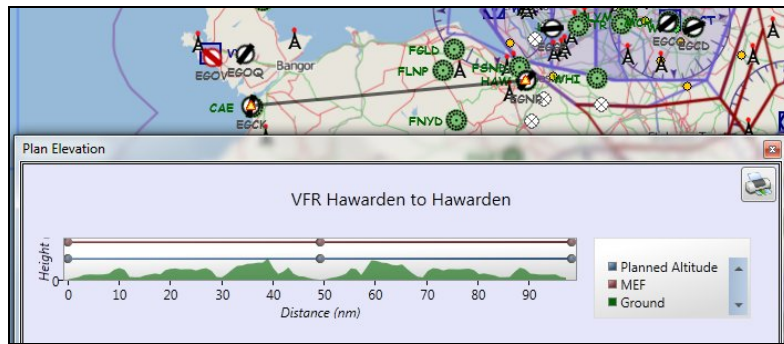 FGLD
FLNP
HAW
WHI
EGCD
EGOV
EGOQ
Bangor
CAE
EGCK
FNYD
Plan Elevation
VFR Hawarden to Hawarden
Height
0
0 10 20 30 40 50 60 70 80 90
Distance (nm)
Planned Altitude
MEF
Ground